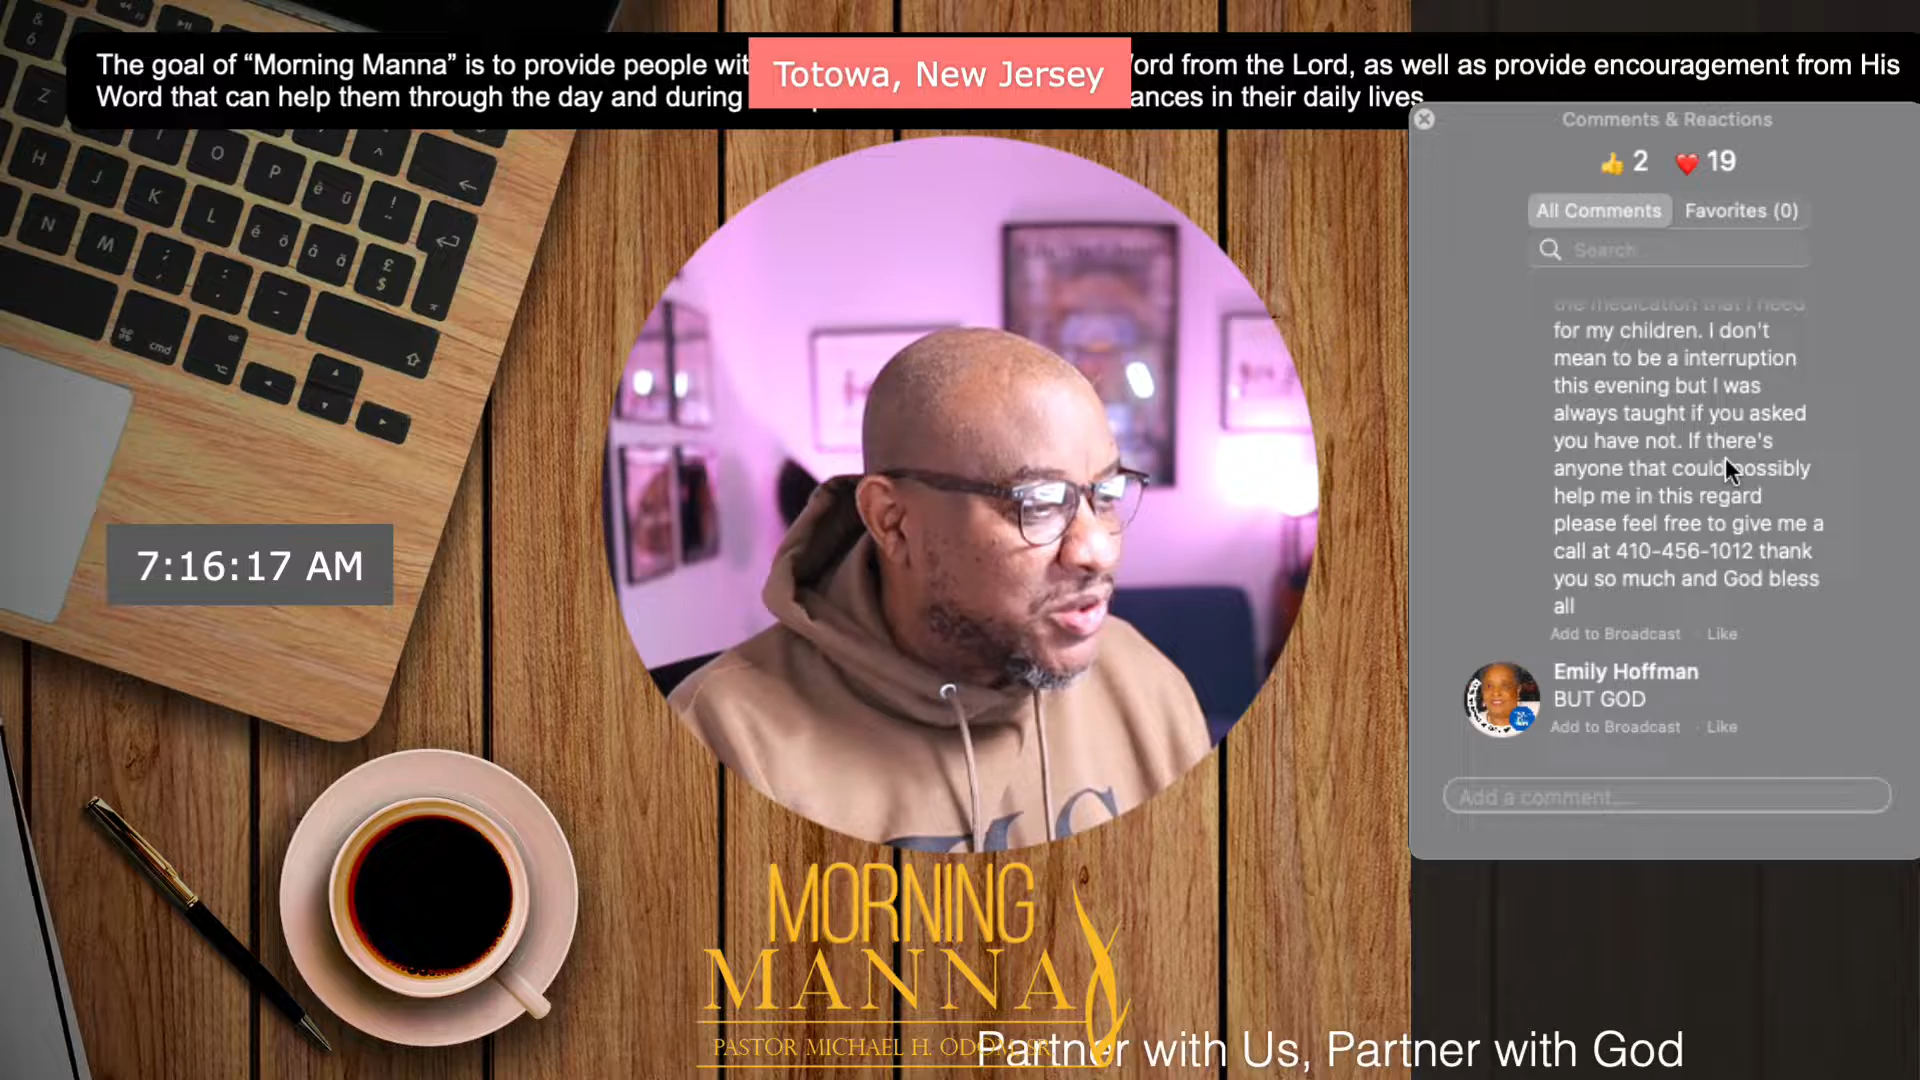 The goal of “Morning Manna” is to provide people wit
ord from the Lord, as well as provide encouragement from His
Word that can help them through the day and during
ances in their daily lives.
Totowa, New Jersey
7:16:17 AM
Comments & Reactions
👍 2 ❤️ 19
All Comments Favorites (0)
Search
the medication that I need
for my children. I don't
mean to be a interruption
this evening but I was
always taught if you asked
you have not. If there's
anyone that could possibly
help me in this regard
please feel free to give me a
call at 410-456-1012 thank
you so much and God bless
all
Add to Broadcast · Like
Emily Hoffman
BUT GOD
Add to Broadcast · Like
Add a comment...
MORNING
MANNA
PASTOR MICHAEL H. ODOM, SR
Partner with Us, Partner with God